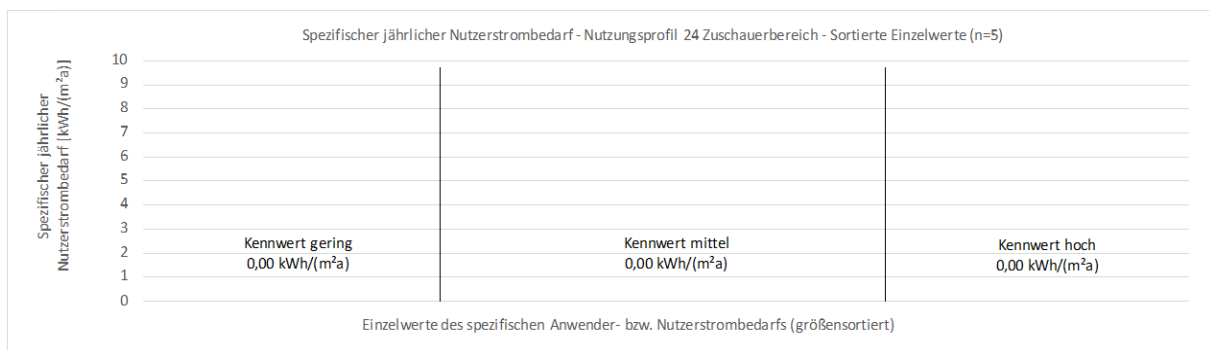 Spezifischer jährlicher Nutzerstrombedarf - Nutzungsprofil 24 Zuschauerbereich - Sortierte Einzelwerte (n=5)
Spezifischer jährlicher
Nutzerstrombedarf [kWh/(m²a)]
10
9
8
7
6
5
4
3
2
1
0
Kennwert gering
0,00 kWh/(m²a)
Kennwert mittel
0,00 kWh/(m²a)
Kennwert hoch
0,00 kWh/(m²a)
Einzelwerte des spezifischen Anwender- bzw. Nutzerstrombedarfs (größensortiert)